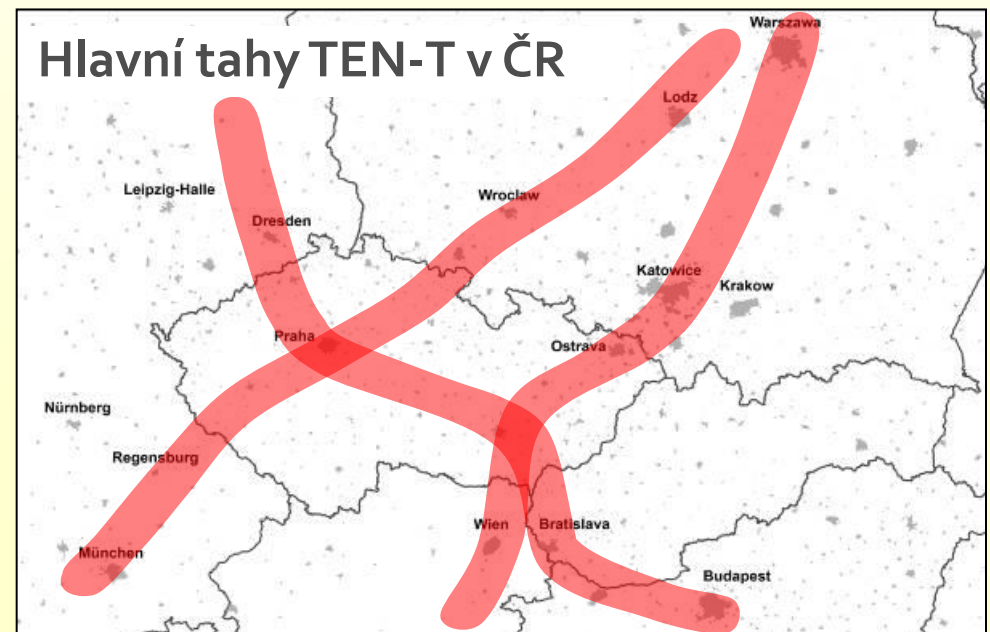 Hlavní tahy TEN-T v ČR
Warszawa
Lodz
Leipzig-Halle
Wroclaw
Dresden
Katowice
Krakow
Praha
Ostrava
Nürnberg
Regensburg
Wien
Bratislava
München
Budapest